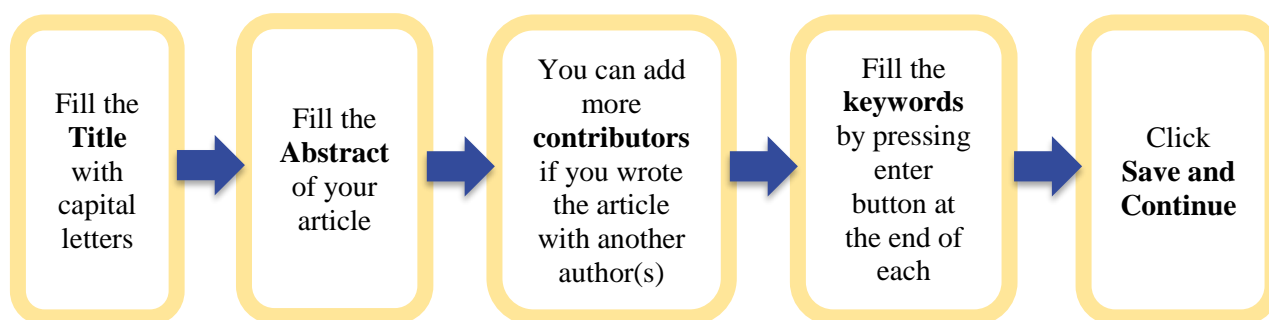 Fill the
Title
with
capital
letters
Fill the
Abstract
of your
article
You can add
more
contributors
if you wrote
the article
with another
author(s)
Fill the
keywords
by pressing
enter
button at
the end of
each
Click
Save and
Continue